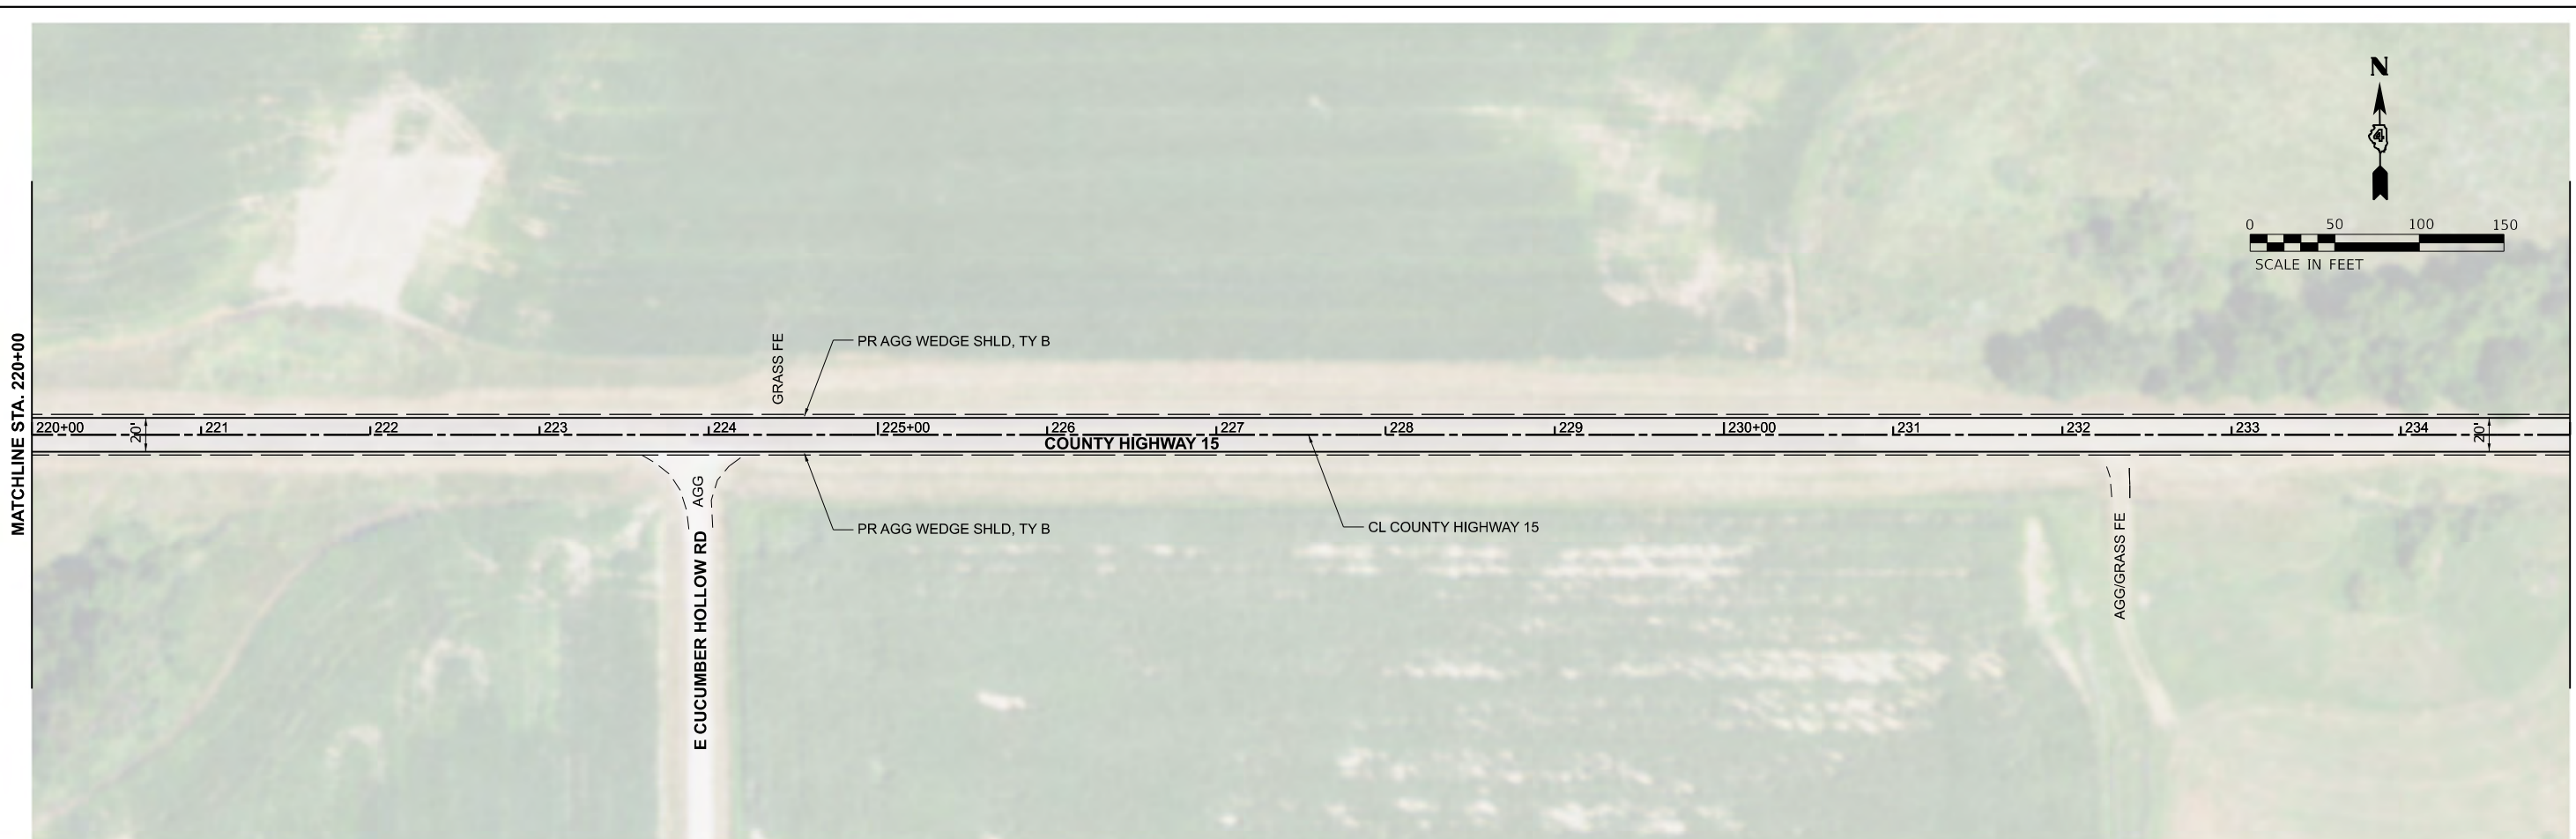 N
4
0 50 100 150
SCALE IN FEET
MATCHLINE STA. 220+00
GRASS FE
PR AGG WEDGE SHLD, TY B
220+00 221 222 223 224 225+00 226 227 228 229 230+00 231 232 233 234
20'
20'
COUNTY HIGHWAY 15
AGG
PR AGG WEDGE SHLD, TY B
CL COUNTY HIGHWAY 15
E CUCUMBER HOLLOW RD
AGG/GRASS FE